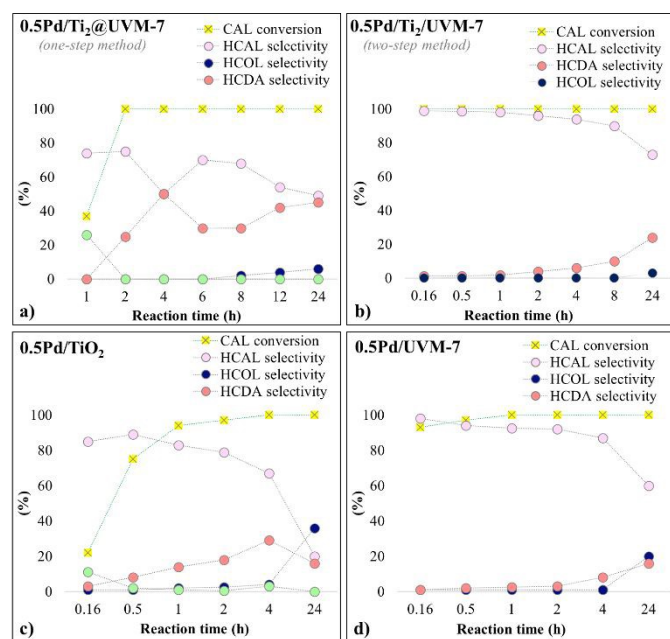 0.5Pd/Ti2@UVM-7
(one-step method)
CAL conversion
HCAL selectivity
HCOL selectivity
HCDA selectivity
100
80
60
40
20
0
(%)
1 2 4 6 8 12 24
Reaction time (h)
a)
0.5Pd/Ti2/UVM-7
(two-step method)
CAL conversion
HCAL selectivity
HCDA selectivity
HCOL selectivity
100
80
60
40
20
0
(%)
0.16 0.5 1 2 4 8 24
Reaction time (h)
b)
0.5Pd/TiO2
CAL conversion
HCAL selectivity
HCOL selectivity
HCDA selectivity
100
80
60
40
20
0
(%)
0.16 0.5 1 2 4 24
Reaction time (h)
c)
0.5Pd/UVM-7
CAL conversion
HCAL selectivity
HCOL selectivity
HCDA selectivity
100
80
60
40
20
0
(%)
0.16 0.5 1 2 4 24
Reaction time (h)
d)